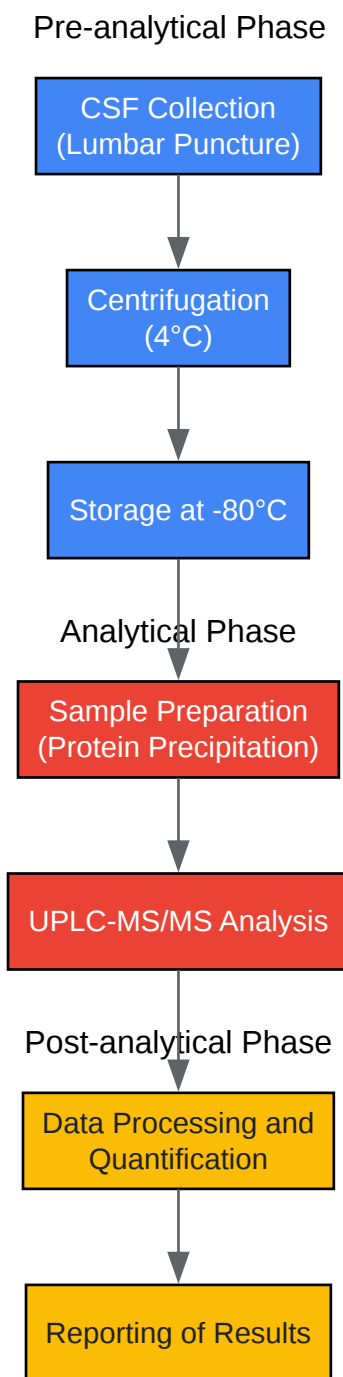 Pre-analytical Phase
CSF Collection
(Lumbar Puncture)
Centrifugation
(4°C)
Storage at -80°C
Analytical Phase
Sample Preparation
(Protein Precipitation)
UPLC-MS/MS Analysis
Post-analytical Phase
Data Processing and
Quantification
Reporting of Results